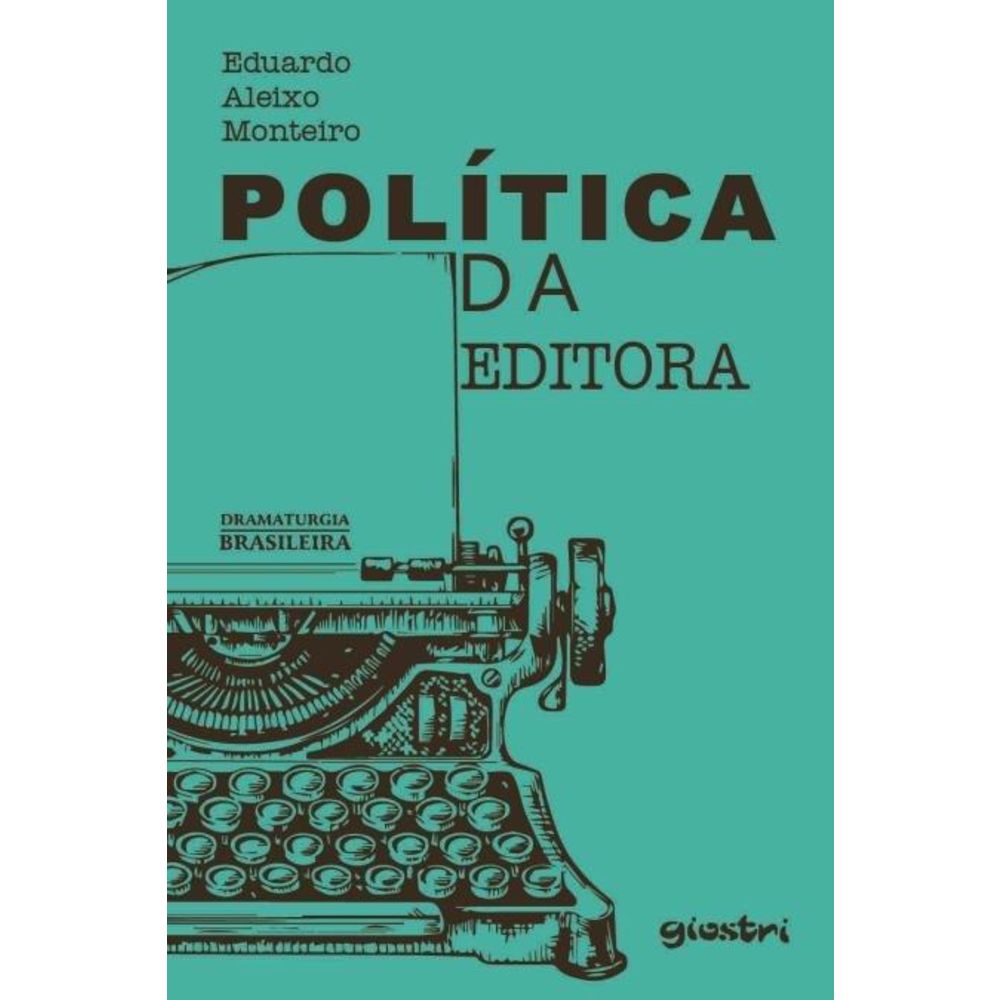 Eduardo
Aleixo
Monteiro
POLÍTICA
DA
EDITORA
DRAMATURGIA
BRASILEIRA
giostri